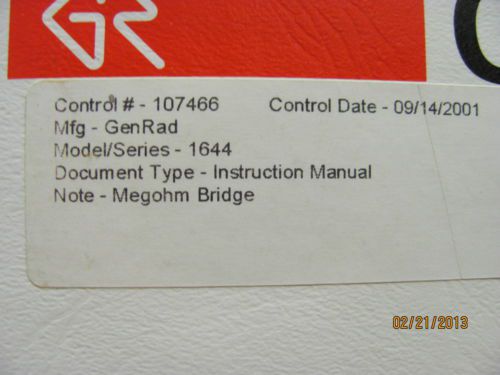 GR
Control # - 107466 Control Date - 09/14/2001
Mfg - GenRad
Model/Series - 1644
Document Type - Instruction Manual
Note - Megohm Bridge
02/21/2013